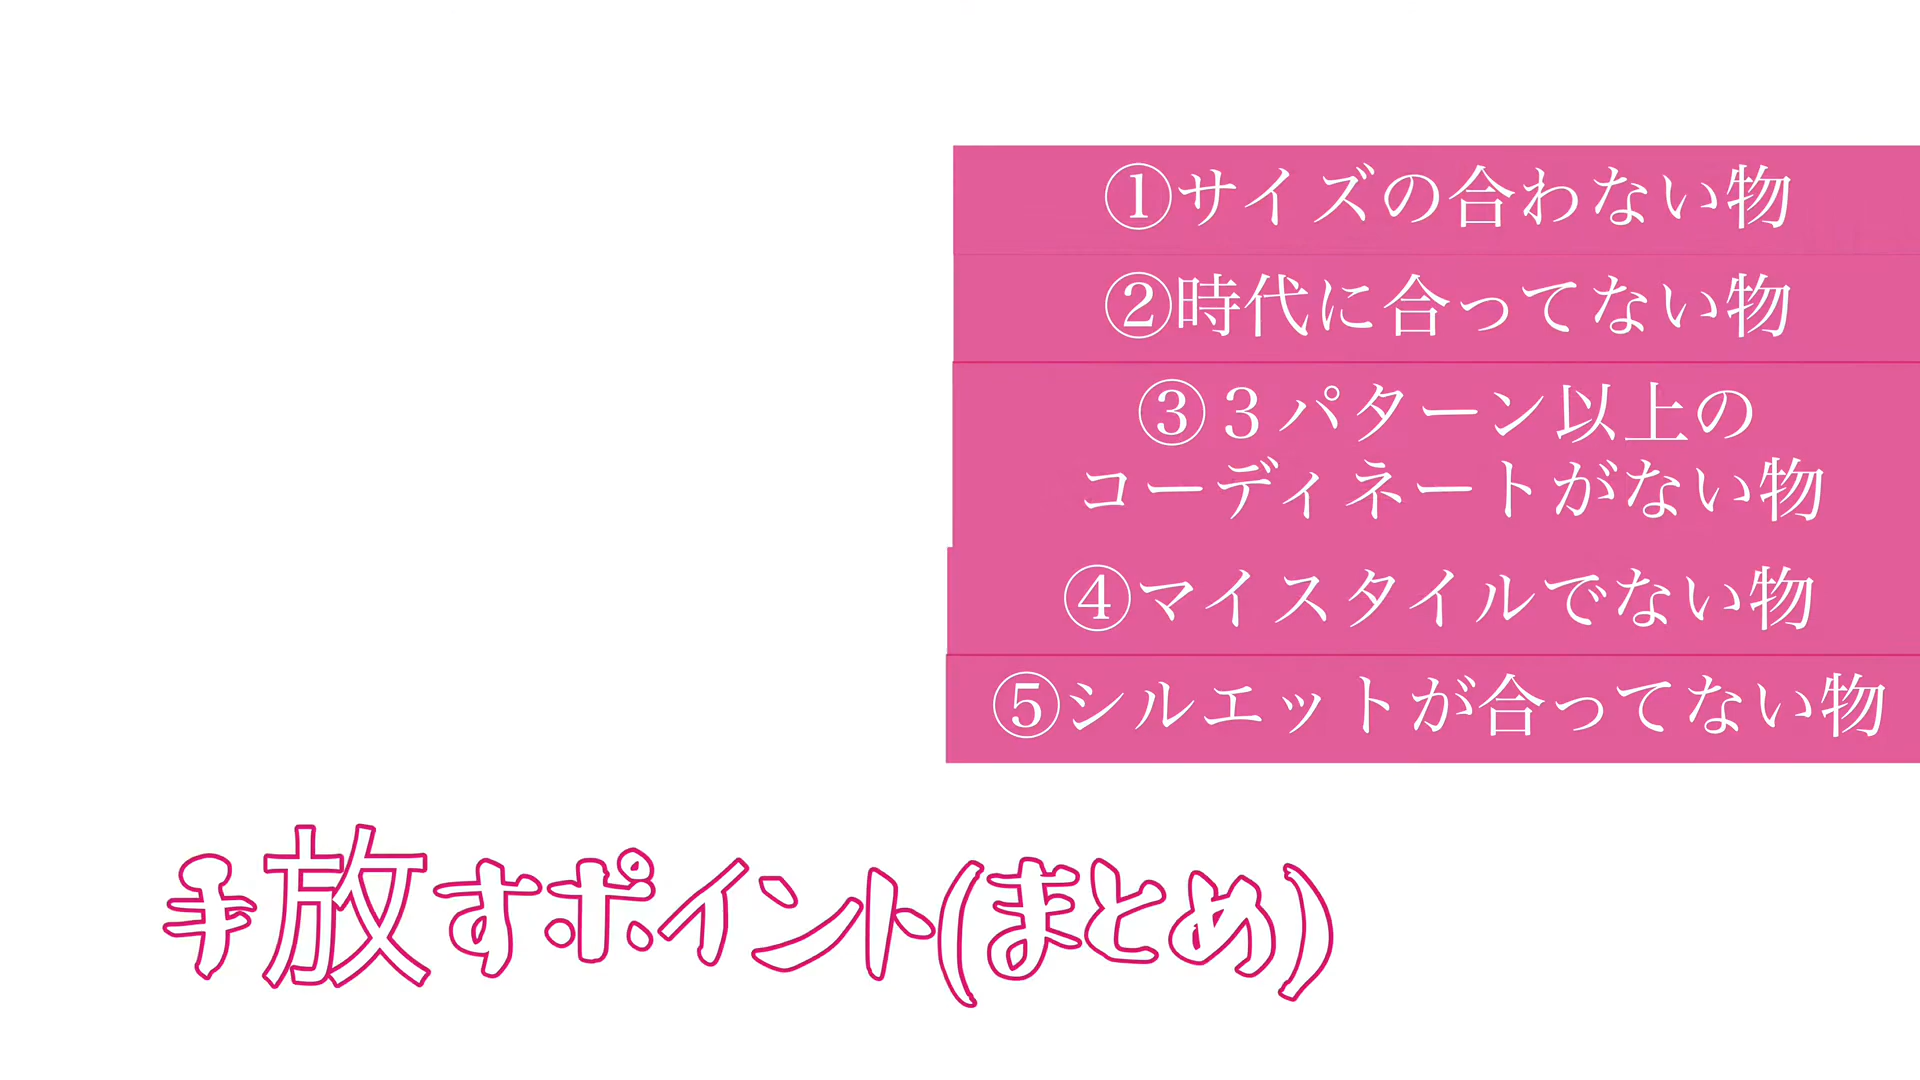 ①サイズの合わない物
②時代に合ってない物
③３パターン以上の
コーディネートがない物
④マイスタイルでない物
⑤シルエットが合ってない物
手放すポイント(まとめ)